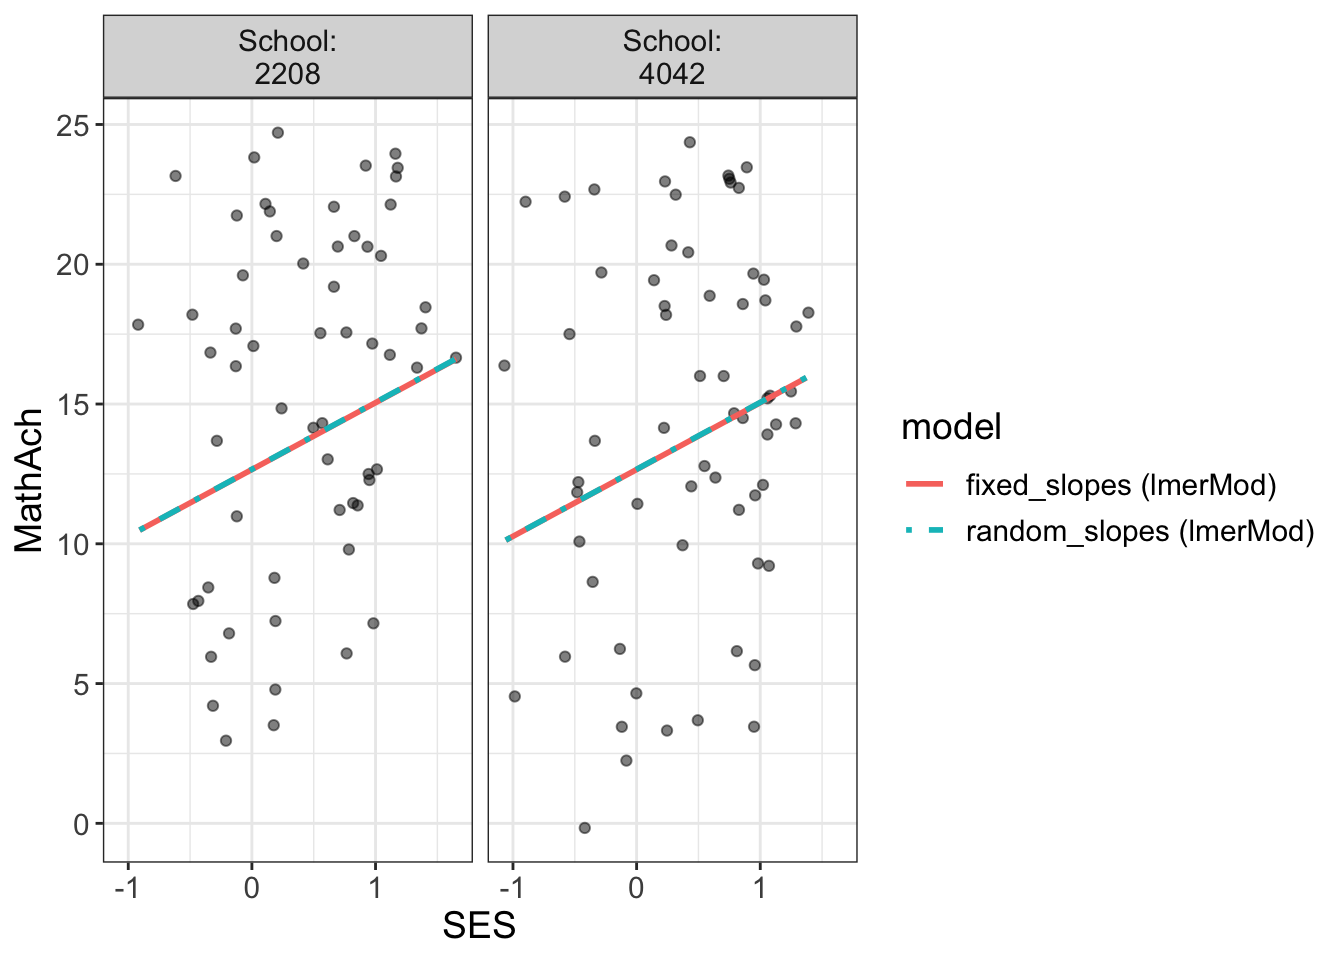 School:
2208
School:
4042
25
20
15
10
5
0
MathAch
-1 0 1
-1 0 1
SES
model
fixed_slopes (lmerMod)
random_slopes (lmerMod)